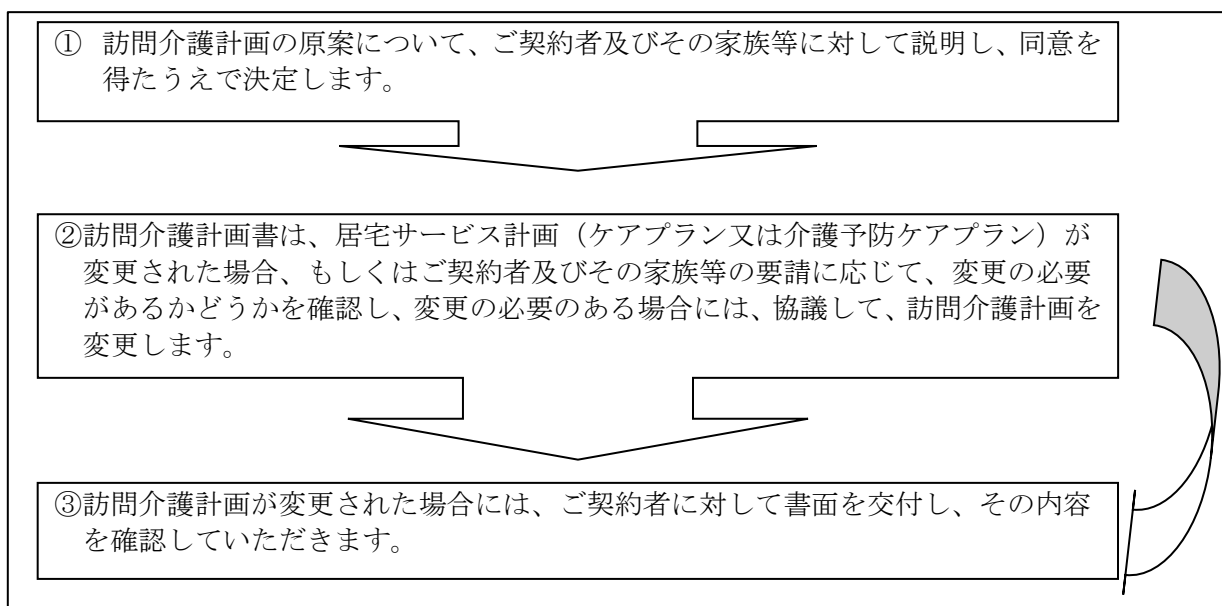 ① 訪問介護計画の原案について、ご契約者及びその家族等に対して説明し、同意を
得たうえで決定します。
②訪問介護計画書は、居宅サービス計画（ケアプラン又は介護予防ケアプラン）が
変更された場合、もしくはご契約者及びその家族等の要請に応じて、変更の必要
があるかどうかを確認し、変更の必要のある場合には、協議して、訪問介護計画を
変更します。
③訪問介護計画が変更された場合には、ご契約者に対して書面を交付し、その内容
を確認していただきます。